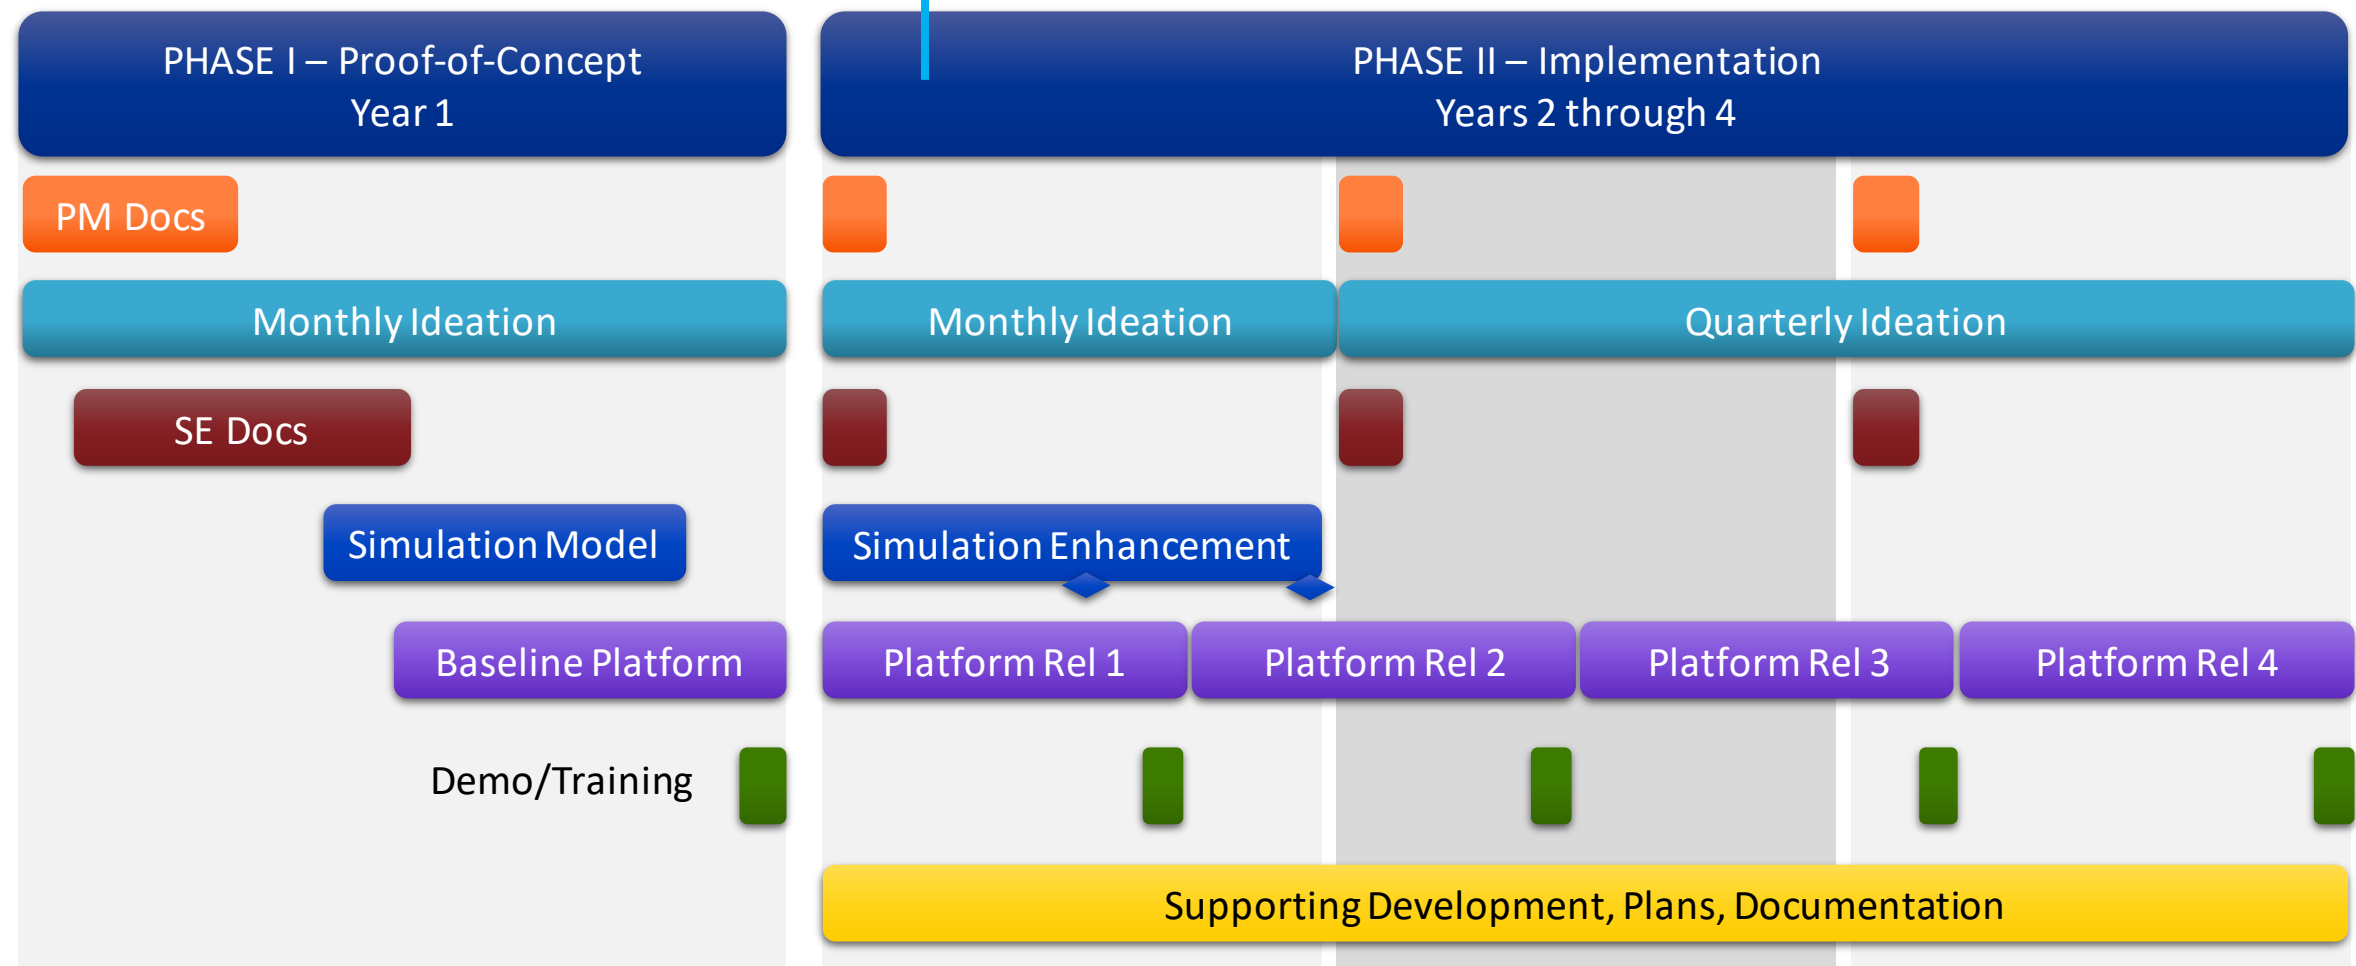 PHASE I – Proof-of-Concept
Year 1
PHASE II – Implementation
Years 2 through 4
PM Docs
Monthly Ideation
Monthly Ideation
Quarterly Ideation
SE Docs
Simulation Model
Simulation Enhancement
Baseline Platform
Platform Rel 1
Platform Rel 2
Platform Rel 3
Platform Rel 4
Demo/Training
Supporting Development, Plans, Documentation